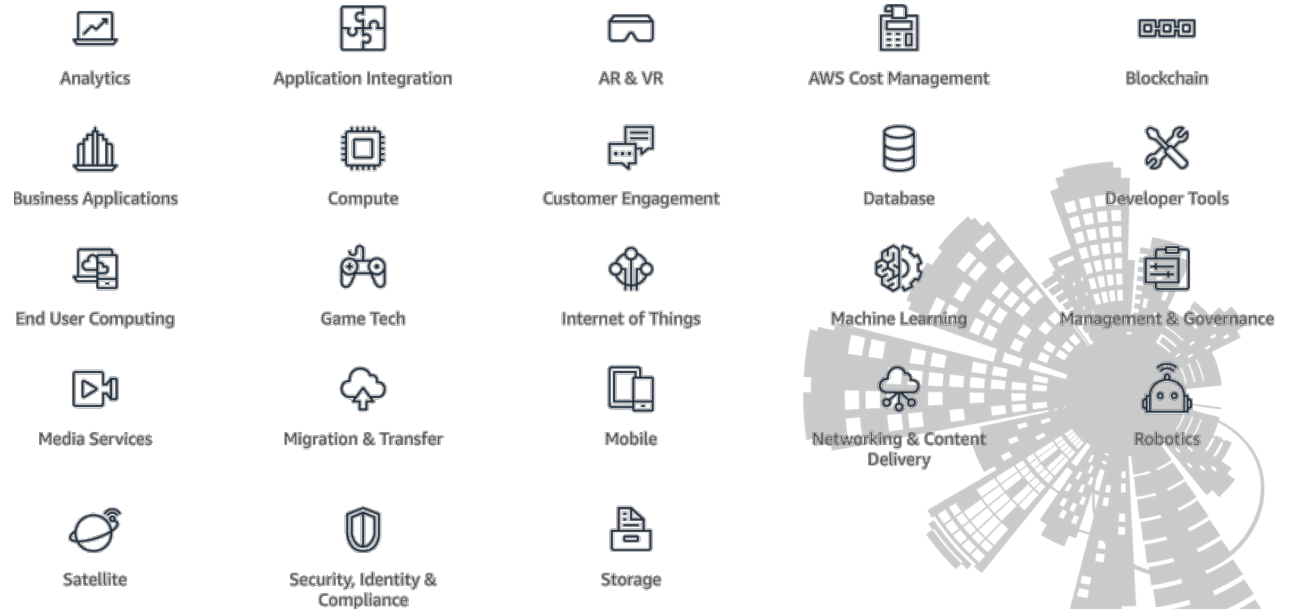 Analytics
Application Integration
AR & VR
AWS Cost Management
Blockchain
Business Applications
Compute
Customer Engagement
Database
Developer Tools
End User Computing
Game Tech
Internet of Things
Machine Learning
Management & Governance
Media Services
Migration & Transfer
Mobile
Networking & Content
Delivery
Robotics
Satellite
Security, Identity &
Compliance
Storage